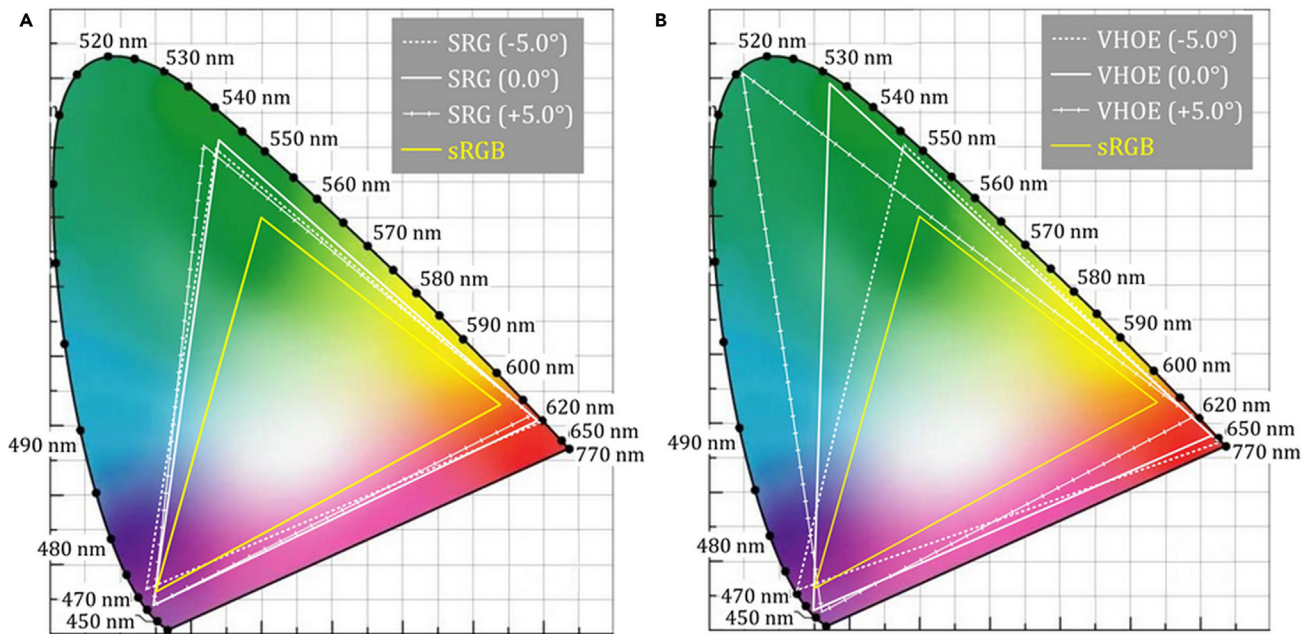 A
SRG (-5.0°)
SRG (0.0°)
SRG (+5.0°)
sRGB
520 nm
530 nm
540 nm
550 nm
560 nm
570 nm
580 nm
590 nm
600 nm
620 nm
650 nm
770 nm
490 nm
480 nm
470 nm
450 nm
B
VHOE (-5.0°)
VHOE (0.0°)
VHOE (+5.0°)
sRGB
520 nm
530 nm
540 nm
550 nm
560 nm
570 nm
580 nm
590 nm
600 nm
620 nm
650 nm
770 nm
490 nm
480 nm
470 nm
450 nm